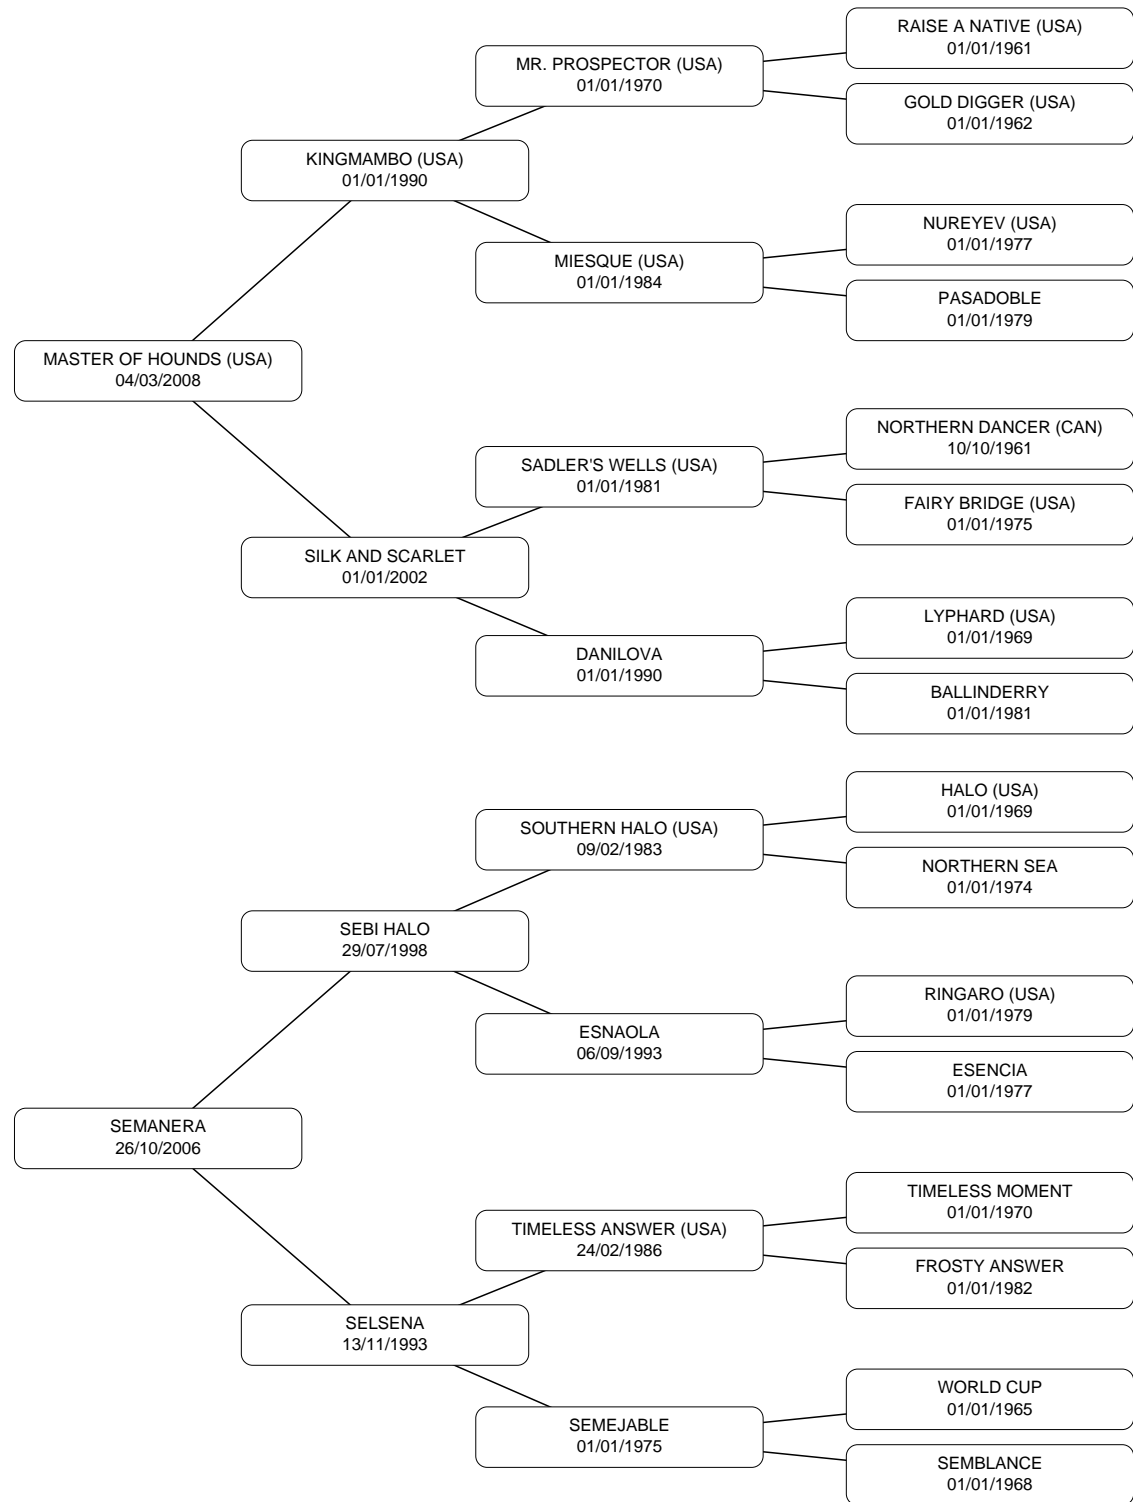 RAISE A NATIVE (USA)
01/01/1961
MR. PROSPECTOR (USA)
01/01/1970
GOLD DIGGER (USA)
01/01/1962
KINGMAMBO (USA)
01/01/1990
NUREYEV (USA)
01/01/1977
MIESQUE (USA)
01/01/1984
PASADOBLE
01/01/1979
MASTER OF HOUNDS (USA)
04/03/2008
NORTHERN DANCER (CAN)
10/10/1961
SADLER'S WELLS (USA)
01/01/1981
FAIRY BRIDGE (USA)
01/01/1975
SILK AND SCARLET
01/01/2002
LYPHARD (USA)
01/01/1969
DANILOVA
01/01/1990
BALLINDERRY
01/01/1981
HALO (USA)
01/01/1969
SOUTHERN HALO (USA)
09/02/1983
NORTHERN SEA
01/01/1974
SEBI HALO
29/07/1998
RINGARO (USA)
01/01/1979
ESNAOLA
06/09/1993
ESENCIA
01/01/1977
SEMANERA
26/10/2006
TIMELESS MOMENT
01/01/1970
TIMELESS ANSWER (USA)
24/02/1986
FROSTY ANSWER
01/01/1982
SELSENA
13/11/1993
WORLD CUP
01/01/1965
SEMEJABLE
01/01/1975
SEMBLANCE
01/01/1968